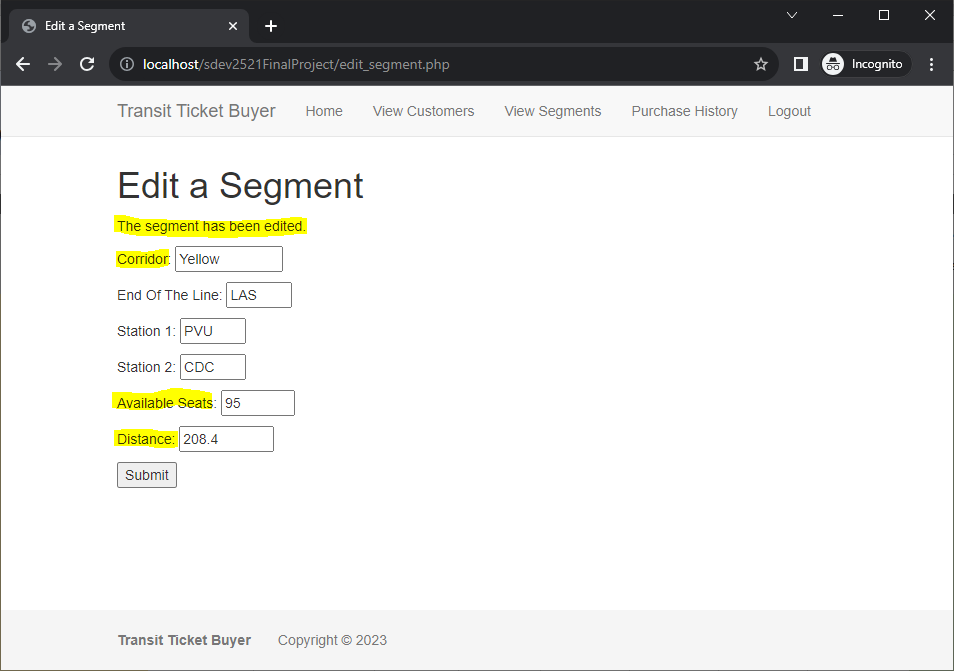 Edit a Segment
localhost/sdev2521FinalProject/edit_segment.php
Incognito
Transit Ticket Buyer Home View Customers View Segments Purchase History Logout
Edit a Segment
The segment has been edited.
Corridor: Yellow
End Of The Line: LAS
Station 1: PVU
Station 2: CDC
Available Seats: 95
Distance: 208.4
Submit
Transit Ticket Buyer Copyright © 2023